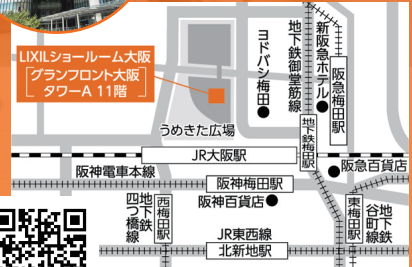 LIXILショールーム大阪
グランフロント大阪
タワーA 11階
うめきた広場
ヨドバシ梅田
地下鉄御堂筋線
新阪急ホテル
阪急梅田駅
地下鉄梅田駅
JR大阪駅
阪急百貨店
阪神電車本線
阪神梅田駅
阪神百貨店
地下鉄
四つ橋線
西梅田駅
東梅田駅
地下鉄
谷町線
JR東西線
北新地駅